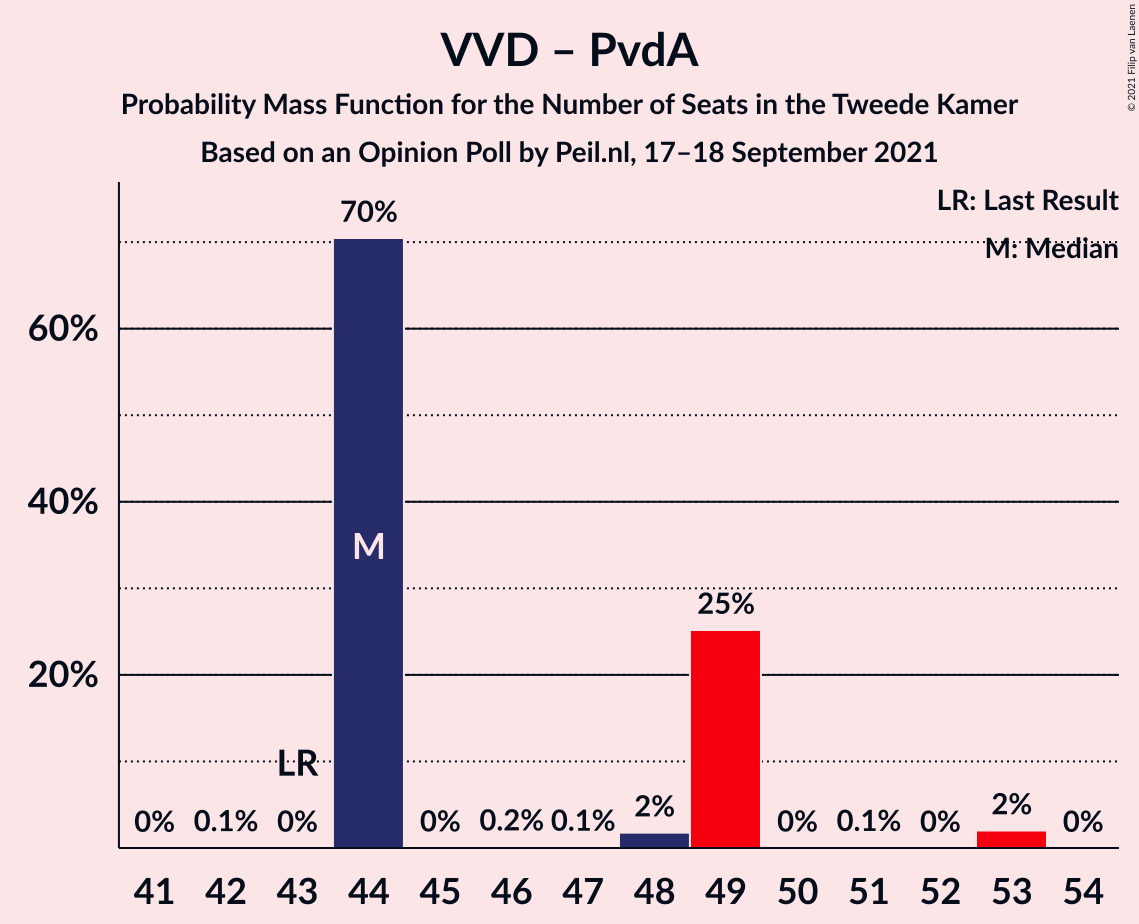 VVD – PvdA
Probability Mass Function for the Number of Seats in the Tweede Kamer
Based on an Opinion Poll by Peil.nl, 17–18 September 2021
© 2021 Filip van Laenen
LR: Last Result
M: Median
70%
60%
40%
M
25%
20%
LR
0% 0.1% 0% 0% 0.2% 0.1% 2% 0% 0.1% 0% 2% 0%
41 42 43 44 45 46 47 48 49 50 51 52 53 54